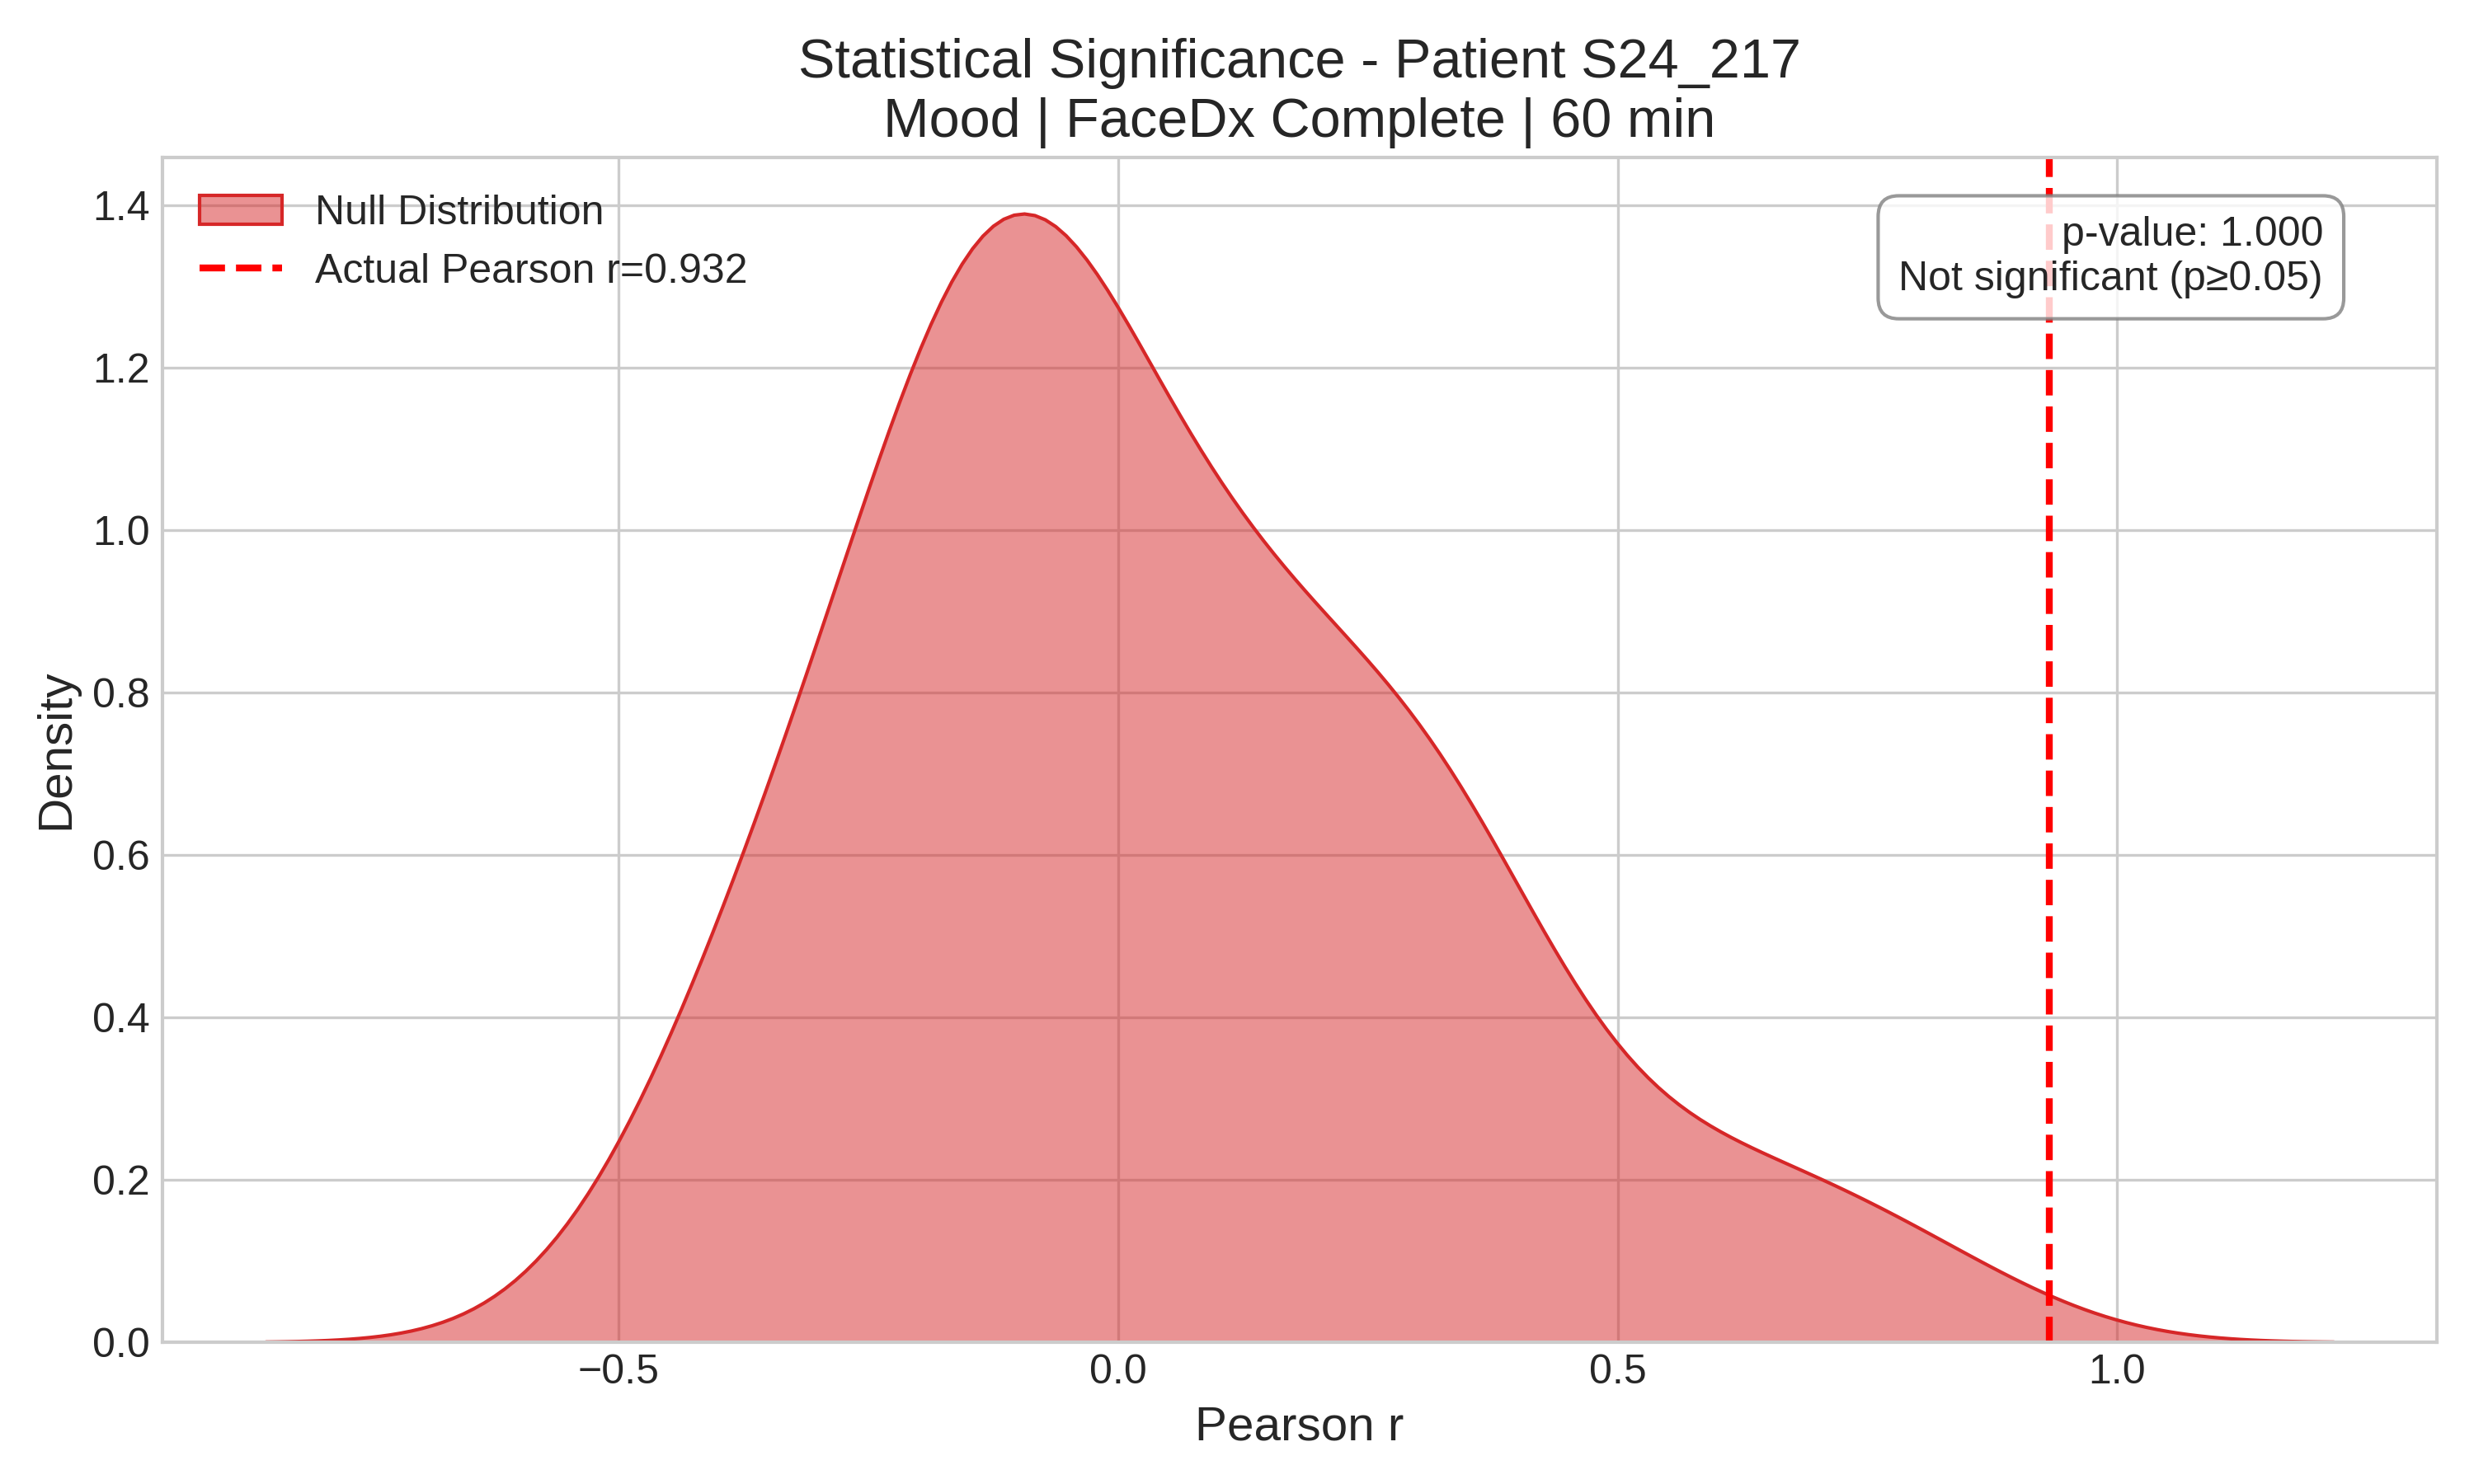 Statistical Significance - Patient S24_217
Mood | FaceDx Complete | 60 min
Null Distribution
Actual Pearson r=0.932
p-value: 1.000
Not significant (p≥0.05)
Density
1.4
1.2
1.0
0.8
0.6
0.4
0.2
0.0
−0.5 0.0 0.5 1.0
Pearson r